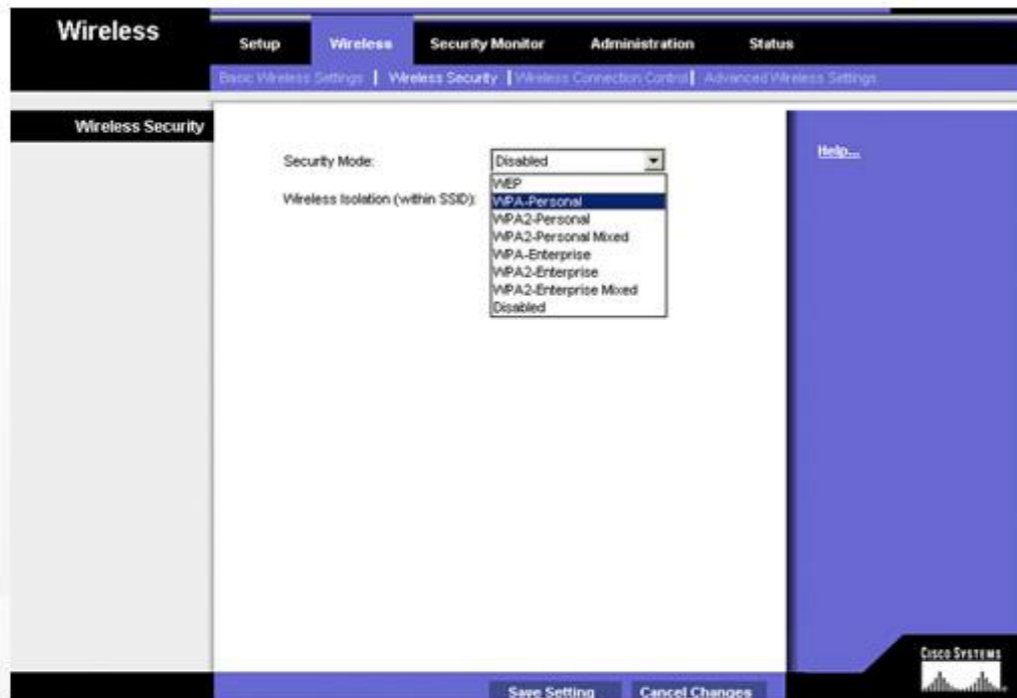 Wireless
Setup
Wireless
Security Monitor
Administration
Status
Basic Wireless Settings | Wireless Security | Wireless Connection Control | Advanced Wireless Settings
Wireless Security
Security Mode:
Disabled
Help...
WEP
Wireless Isolation (within SSID):
WPA-Personal
WPA2-Personal
WPA2-Personal Mixed
WPA-Enterprise
WPA2-Enterprise
WPA2-Enterprise Mixed
Disabled
CISCO SYSTEMS
Save Setting
Cancel Changes